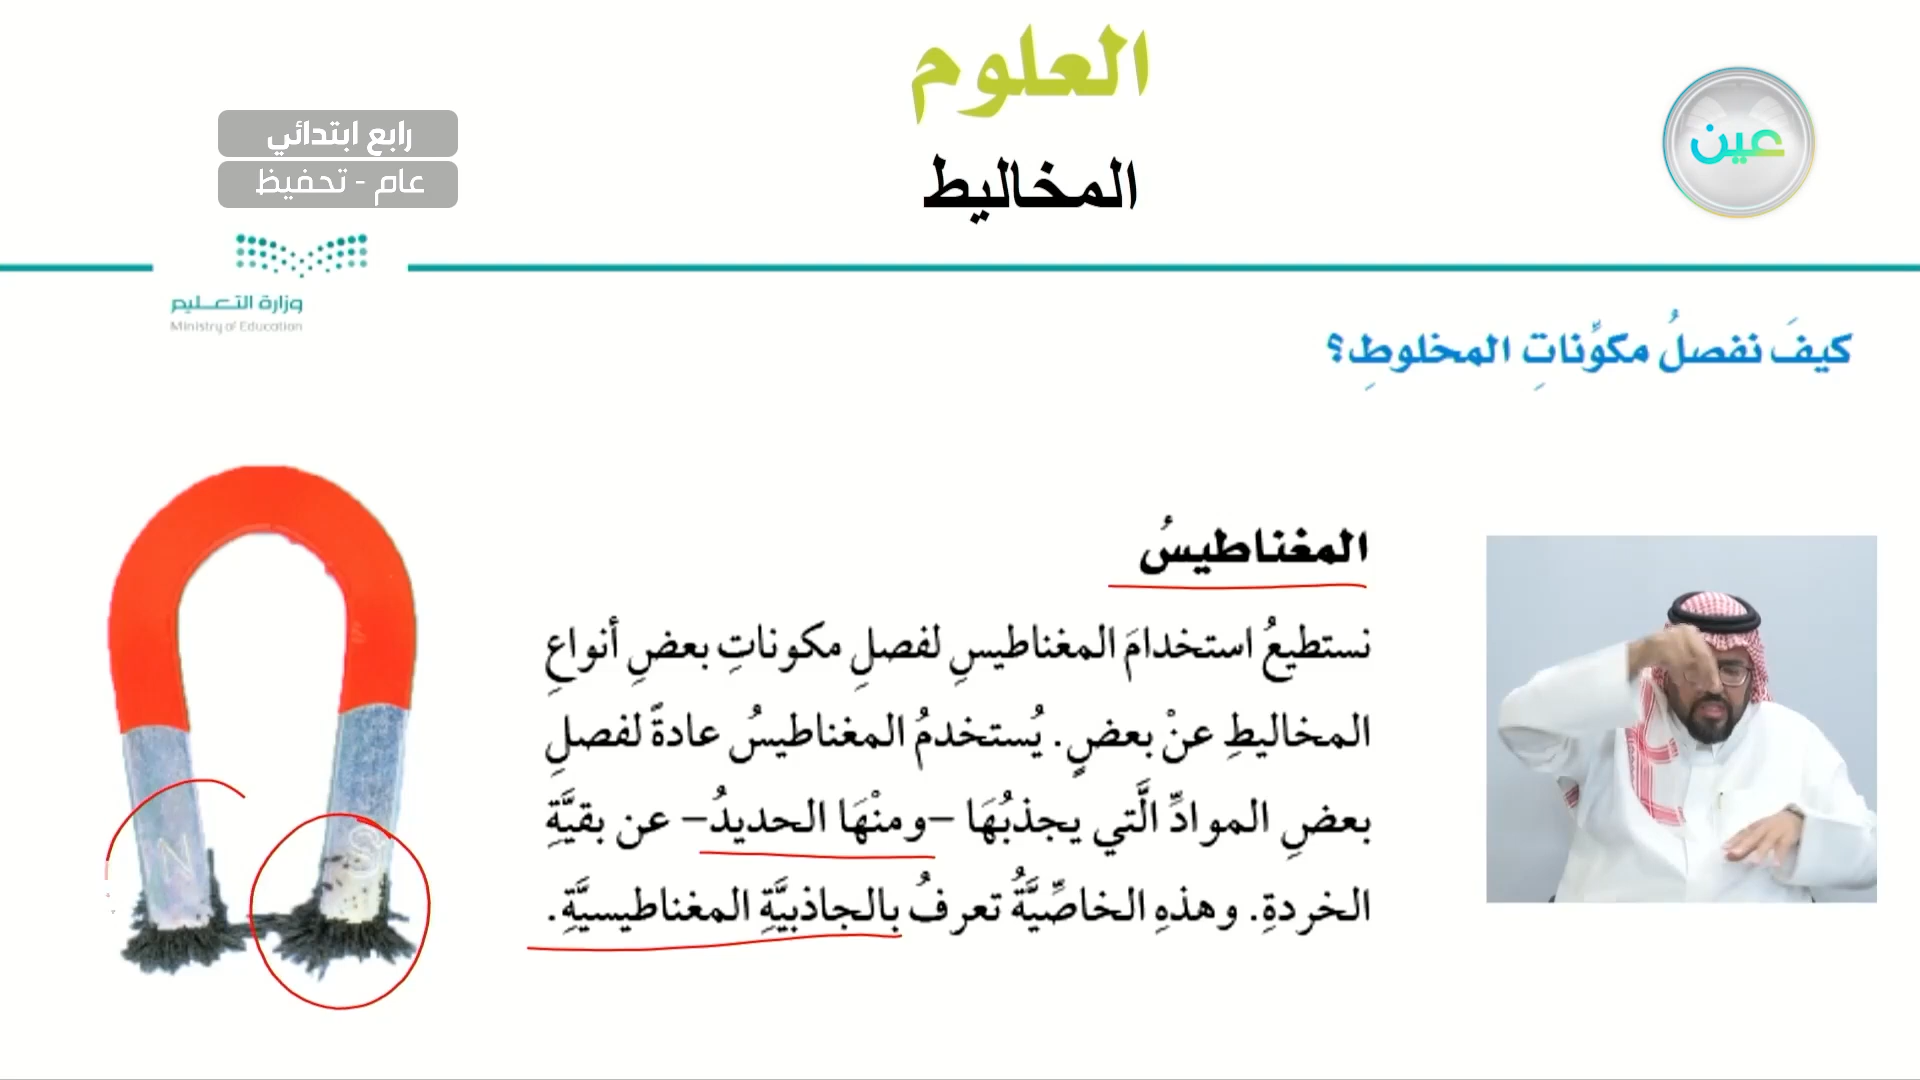 العلوم
المخاليط
عين
رابع ابتدائي
عام - تحفيظ
وزارة التعليم
Ministry of Education
كيفَ نفصلُ مكوِّناتِ المخلوطِ؟
المغناطيسُ
نستطيعُ استخدامَ المغناطيسِ لفصلِ مكوناتِ بعضِ أنواعِ
المخاليطِ عنْ بعضٍ. يُستخدمُ المغناطيسُ عادةً لفصلِ
بعضِ الموادِّ الَّتي يجذبُهَا –ومنْهَا الحديدُ– عن بقيَّةِ
الخردةِ. وهذهِ الخاصِّيَّةُ تعرفُ بالجاذبيَّةِ المغناطيسيَّةِ.
N
S